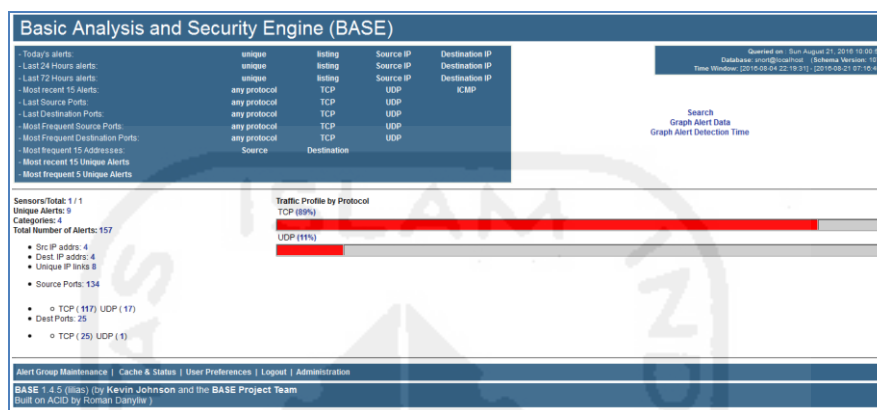 Basic Analysis and Security Engine (BASE)
- Today's alerts: unique listing Source IP Destination IP
- Last 24 Hours alerts: unique listing Source IP Destination IP
- Last 72 Hours alerts: unique listing Source IP Destination IP
- Most recent 15 Alerts: any protocol TCP UDP ICMP
- Last Source Ports: any protocol TCP UDP
- Last Destination Ports: any protocol TCP UDP
- Most Frequent Source Ports: any protocol TCP UDP
- Most Frequent Destination Ports: any protocol TCP UDP
- Most frequent 15 Addresses: Source Destination
- Most recent 15 Unique Alerts
- Most frequent 5 Unique Alerts
Queried on : Sun August 21, 2016 10:00:
Database: snort@localhost (Schema Version: 10
Time Window: [2016-08-04 22:19:31] - [2016-08-21 07:16:4
Search
Graph Alert Data
Graph Alert Detection Time
Sensors/Total: 1 / 1
Unique Alerts: 9
Categories: 4
Total Number of Alerts: 157
• Src IP addrs: 4
• Dest. IP addrs: 4
• Unique IP links 8
• Source Ports: 134
• ○ TCP ( 117) UDP ( 17)
• Dest Ports: 25
• ○ TCP ( 25) UDP ( 1)
Traffic Profile by Protocol
TCP (89%)
UDP (11%)
Alert Group Maintenance | Cache & Status | User Preferences | Logout | Administration
BASE 1.4.5 (lilias) (by Kevin Johnson and the BASE Project Team
Built on ACID by Roman Danyliw )
ISLAM